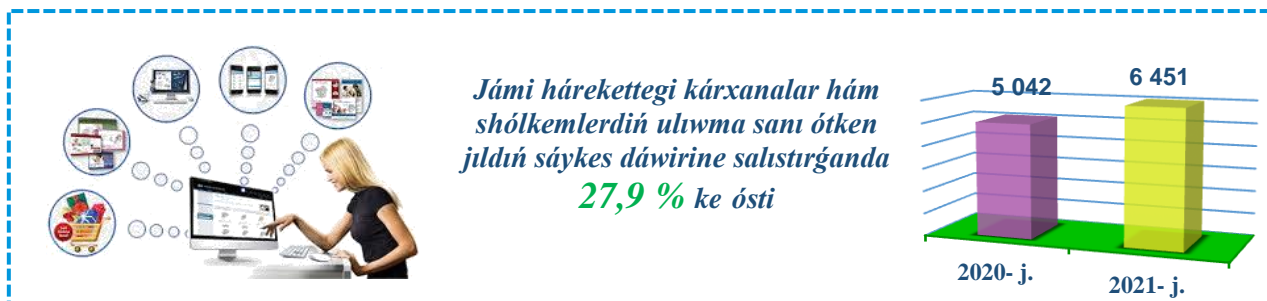 Jámi hárekettegi kárxanalar hám
shólkemlerdiń ulıwma sanı ótken
jıldıń sáykes dáwirine salıstırǵanda
27,9 % ke ósti
5 042
6 451
2020- j.
2021- j.